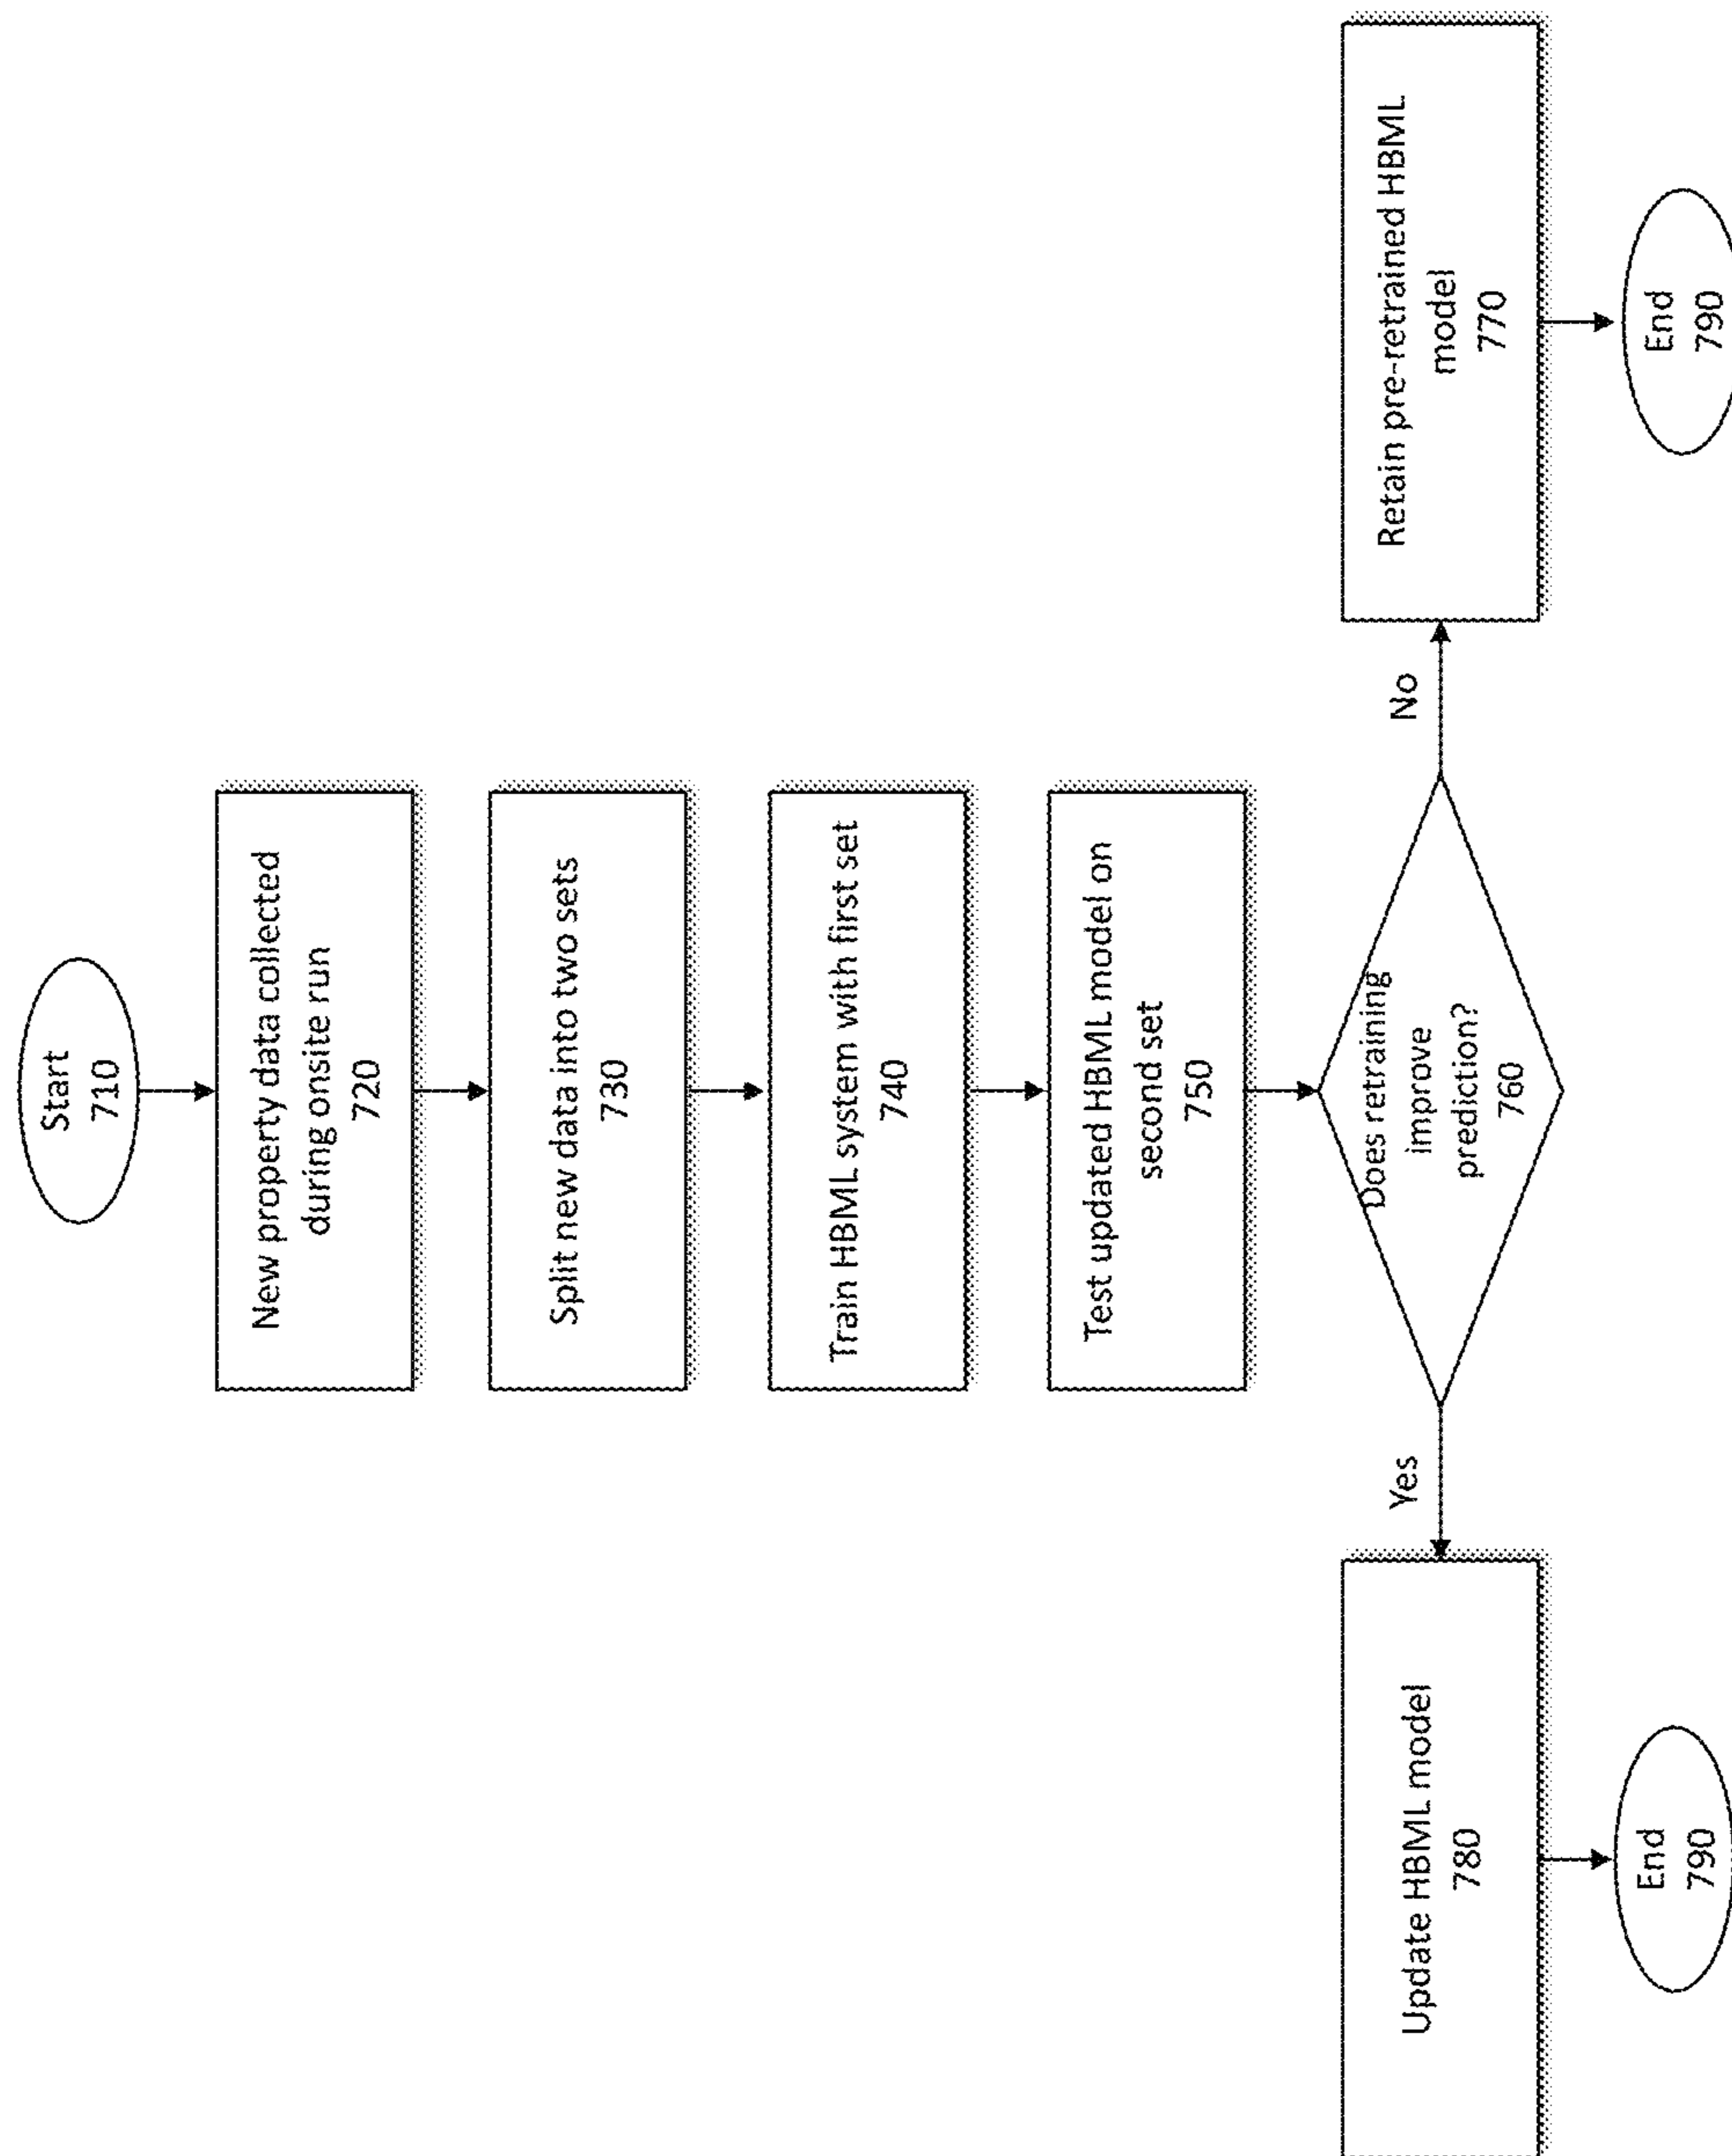 Start
710
New property data collected
during onsite run
720
Split new data into two sets
730
Train HBML system with first set
740
Test updated HBML model on
second set
750
Does retraining
improve
prediction?
760
Yes
No
Update HBML model
780
End
790
Retain pre-retrained HBML
model
770
End
790